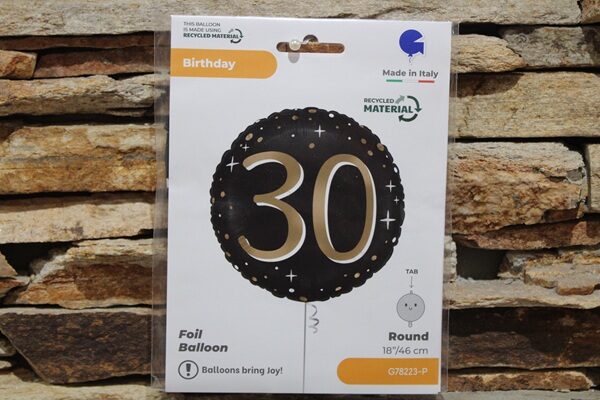 THIS BALLOON
IS MADE USING
RECYCLED MATERIAL
Birthday
Made in Italy
RECYCLED
MATERIAL
30
TAB
Foil
Balloon
Round
18"/46 cm
Balloons bring Joy!
G78223-P